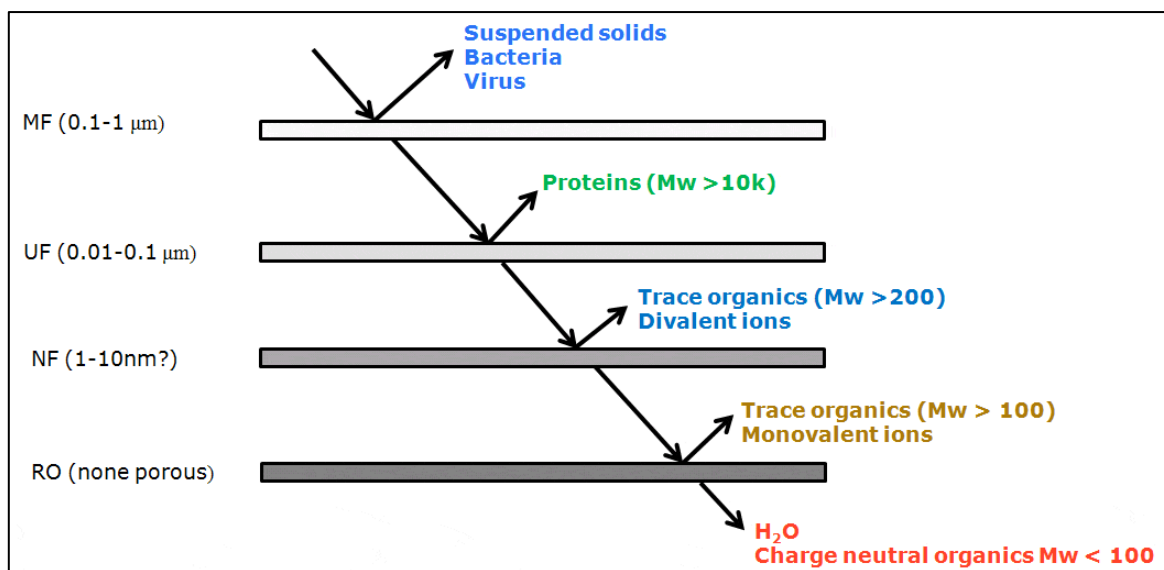 Suspended solids
Bacteria
Virus
MF (0.1-1 μm)
Proteins (Mw >10k)
UF (0.01-0.1 μm)
Trace organics (Mw >200)
Divalent ions
NF (1-10nm?)
Trace organics (Mw > 100)
Monovalent ions
RO (none porous)
H₂O
Charge neutral organics Mw < 100